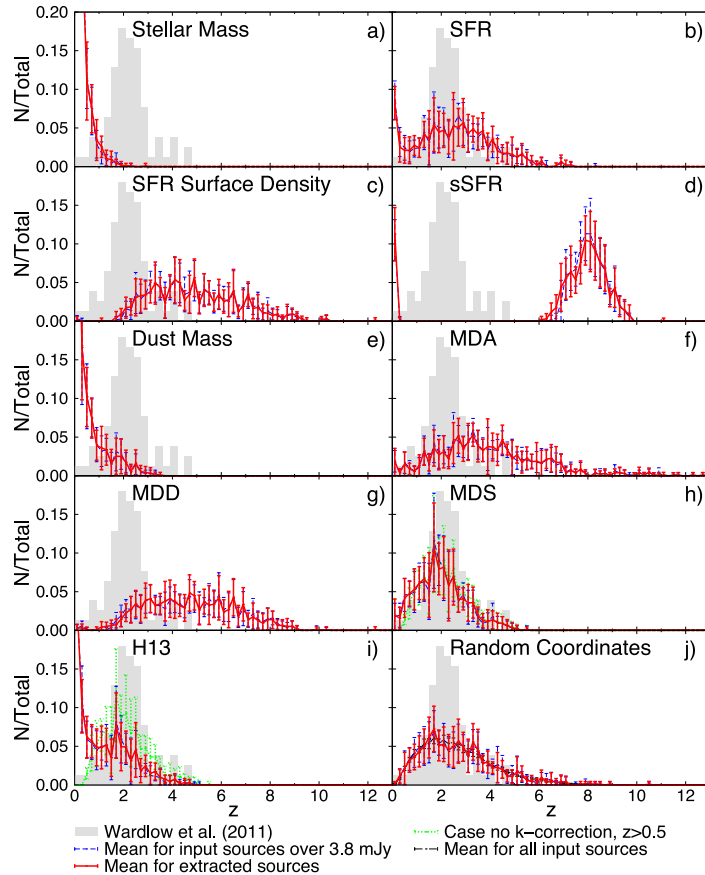 Stellar Mass a) SFR b)
0.20
0.15
0.10
0.05
0.00
N/Total
SFR Surface Density c) sSFR d)
0.15
0.10
0.05
0.00
N/Total
Dust Mass e) MDA f)
0.15
0.10
0.05
0.00
N/Total
MDD g) MDS h)
0.15
0.10
0.05
0.00
N/Total
H13 i) Random Coordinates j)
0.15
0.10
0.05
0.00
N/Total
0 2 4 6 8 10 12 0 2 4 6 8 10 12
z z
Wardlow et al. (2011) Case no k−correction, z>0.5
Mean for input sources over 3.8 mJy Mean for all input sources
Mean for extracted sources